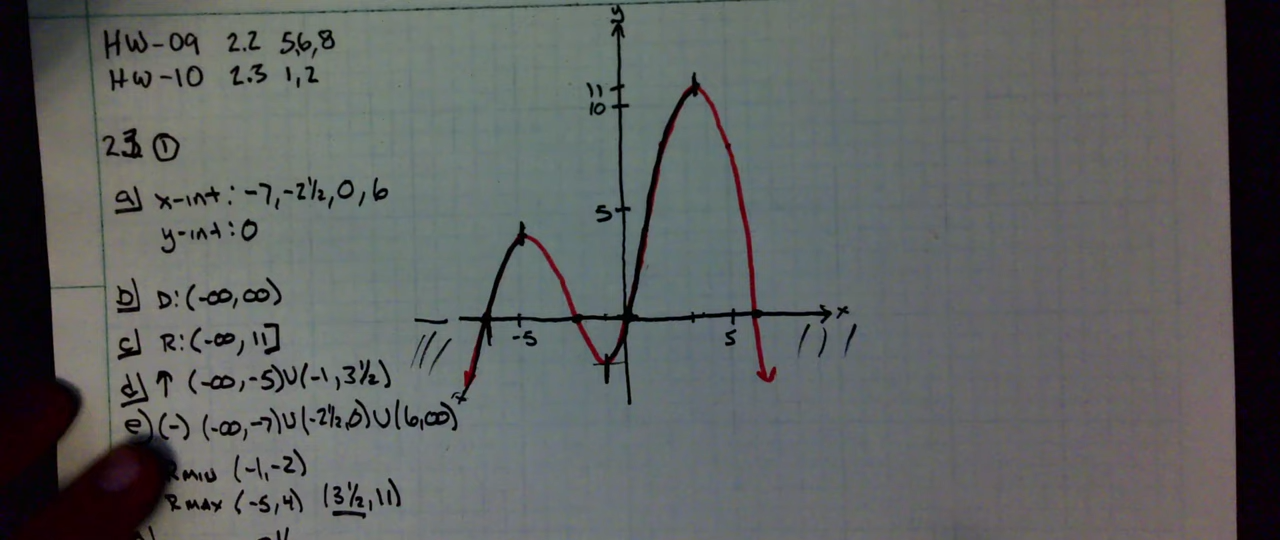 HW-09 2.2 5,6,8
HW-10 2.3 1,2
2.3 ①
a) x-int: -7, -2½, 0, 6
y-int: 0
b) D: (-∞, ∞)
c) R: (-∞, 11]
d) ↑ (-∞, -5)∪(-1, 3½)
e) (-) (-∞, -7)∪(-2½, 0)∪(6, ∞)
RMIN (-1, -2)
RMAX (-5, 4) (3½, 11)
y
11
10
5
x
-5 5